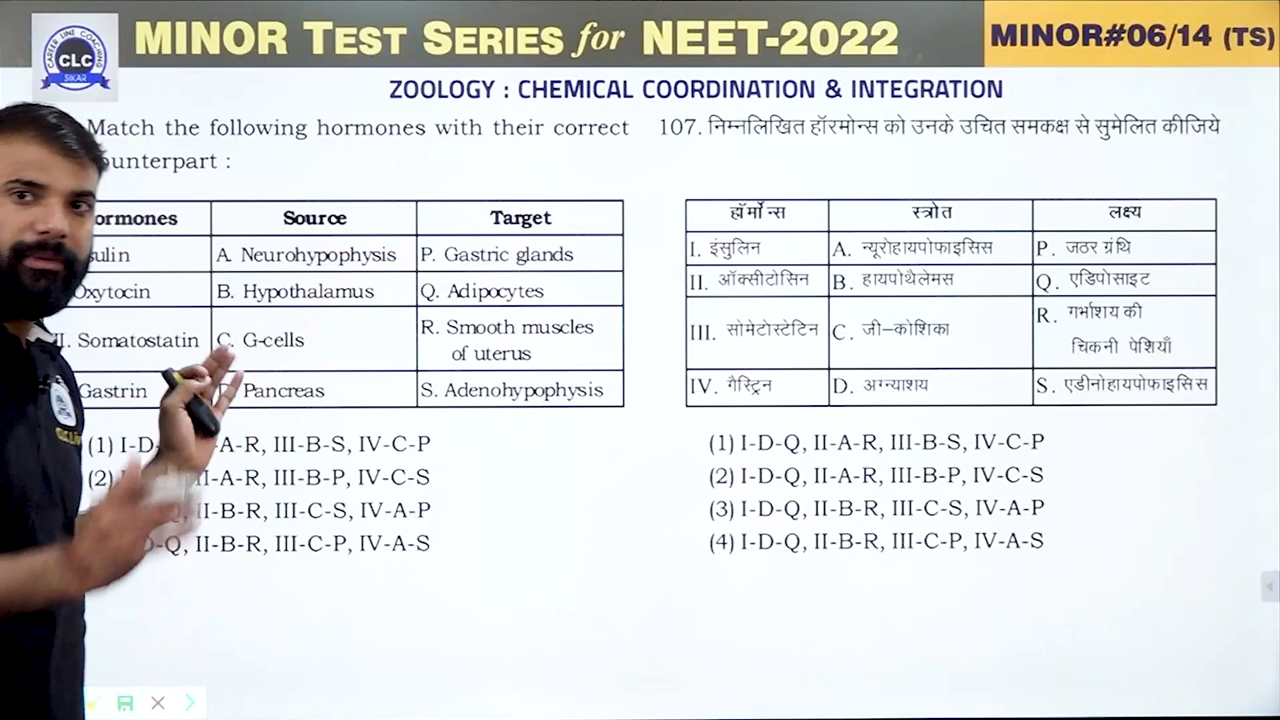 MINOR TEST SERIES for NEET-2022
MINOR#06/14 (TS)
CAREER LINE COACHING
CLC
SIKAR
ZOOLOGY : CHEMICAL COORDINATION & INTEGRATION
Match the following hormones with their correct
Source Target
A. Neurohypophysis P. Gastric glands
Oxytocin B. Hypothalamus Q. Adipocytes
Somatostatin C. G-cells R. Smooth muscles
of uterus
Gastrin Pancreas S. Adenohypophysis
(1) I-D- A-R, III-B-S, IV-C-P
(2) II-A-R, III-B-P, IV-C-S
II-B-R, III-C-S, IV-A-P
D-Q, II-B-R, III-C-P, IV-A-S
107. निम्नलिखित हॉरमोन्स को उनके उचित समकक्ष से सुमेलित कीजिये
हॉर्मोन्स स्त्रोत लक्ष्य
I. इंसुलिन A. न्यूरोहायपोफाइसिस P. जठर ग्रंथि
II. ऑक्सीटोसिन B. हायपोथैलेमस Q. एडिपोसाइट
III. सोमेटोस्टेटिन C. जी–कोशिका R. गर्भाशय की
चिकनी पेशियाँ
IV. गैस्ट्रिन D. अग्न्याशय S. एडीनोहायपोफाइसिस
(1) I-D-Q, II-A-R, III-B-S, IV-C-P
(2) I-D-Q, II-A-R, III-B-P, IV-C-S
(3) I-D-Q, II-B-R, III-C-S, IV-A-P
(4) I-D-Q, II-B-R, III-C-P, IV-A-S